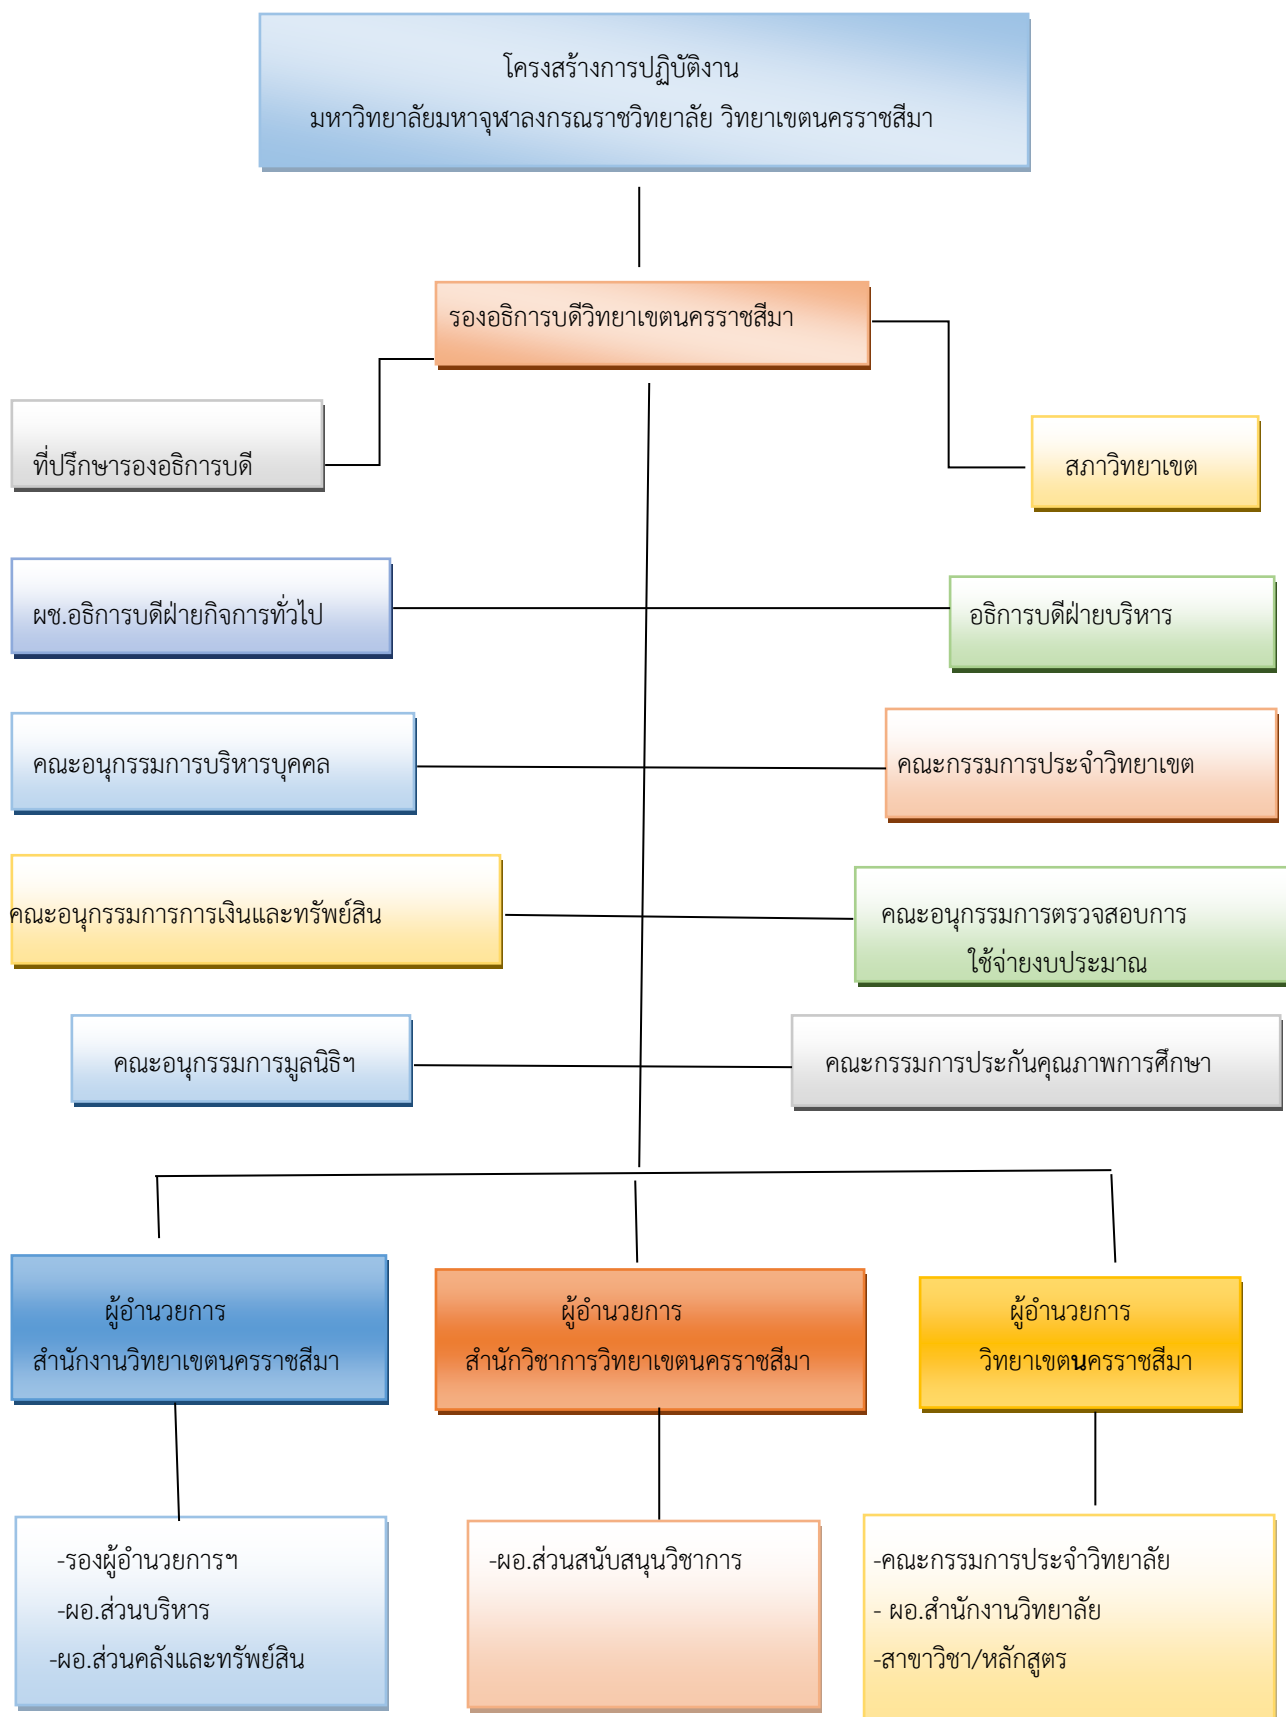 โครงสร้างการปฏิบัติงาน
มหาวิทยาลัยมหาจุฬาลงกรณราชวิทยาลัย วิทยาเขตนครราชสีมา
รองอธิการบดีวิทยาเขตนครราชสีมา
ที่ปรึกษารองอธิการบดี
สภาวิทยาเขต
ผช.อธิการบดีฝ่ายกิจการทั่วไป
อธิการบดีฝ่ายบริหาร
คณะอนุกรรมการบริหารบุคคล
คณะกรรมการประจำวิทยาเขต
คณะอนุกรรมการการเงินและทรัพย์สิน
คณะอนุกรรมการตรวจสอบการ
ใช้จ่ายงบประมาณ
คณะอนุกรรมการมูลนิธิฯ
คณะกรรมการประกันคุณภาพการศึกษา
ผู้อำนวยการ
สำนักงานวิทยาเขตนครราชสีมา
ผู้อำนวยการ
สำนักวิชาการวิทยาเขตนครราชสีมา
ผู้อำนวยการ
วิทยาเขตนครราชสีมา
-รองผู้อำนวยการฯ
-ผอ.ส่วนบริหาร
-ผอ.ส่วนคลังและทรัพย์สิน
-ผอ.ส่วนสนับสนุนวิชาการ
-คณะกรรมการประจำวิทยาลัย
- ผอ.สำนักงานวิทยาลัย
-สาขาวิชา/หลักสูตร